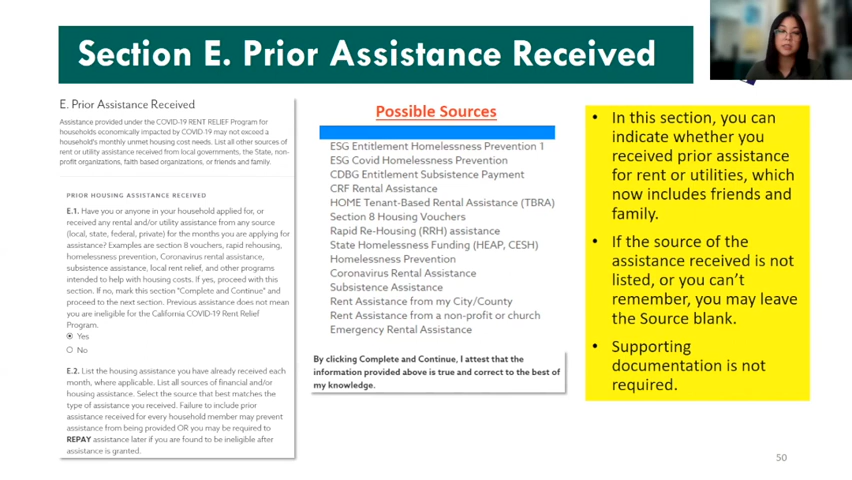 Section E. Prior Assistance Received
E. Prior Assistance Received
Assistance provided under the COVID-19 RENT RELIEF Program for
households economically impacted by COVID-19 may not exceed a
household's monthly unmet housing cost needs. List all other sources of
rent or utility assistance received from local governments, the State, non-
profit organizations, faith based organizations, or friends and family.
PRIOR HOUSING ASSISTANCE RECEIVED
E.1. Have you or anyone in your household applied for, or
received any rental and/or utility assistance from any source
(local, state, federal, private) for the months you are applying for
assistance? Examples are section 8 vouchers, rapid rehousing,
homelessness prevention, Coronavirus rental assistance,
subsistence assistance, local rent relief, and other programs
intended to help with housing costs. If yes, proceed with this
section. If no, mark this section "Complete and Continue" and
proceed to the next section. Previous assistance does not mean
you are ineligible for the California COVID-19 Rent Relief
Program.
Yes
No
E.2. List the housing assistance you have already received each
month, where applicable. List all sources of financial and/or
housing assistance. Select the source that best matches the
type of assistance you received. Failure to include prior
assistance received for every household member may prevent
assistance from being provided OR you may be required to
REPAY assistance later if you are found to be ineligible after
assistance is granted.
Possible Sources
ESG Entitlement Homelessness Prevention 1
ESG Covid Homelessness Prevention
CDBG Entitlement Subsistence Payment
CRF Rental Assistance
HOME Tenant-Based Rental Assistance (TBRA)
Section 8 Housing Vouchers
Rapid Re-Housing (RRH) assistance
State Homelessness Funding (HEAP, CESH)
Homelessness Prevention
Coronavirus Rental Assistance
Subsistence Assistance
Rent Assistance from my City/County
Rent Assistance from a non-profit or church
Emergency Rental Assistance
By clicking Complete and Continue, I attest that the
information provided above is true and correct to the best of
my knowledge.
• In this section, you can
indicate whether you
received prior assistance
for rent or utilities, which
now includes friends and
family.
• If the source of the
assistance received is not
listed, or you can't
remember, you may leave
the Source blank.
• Supporting
documentation is not
required.
50